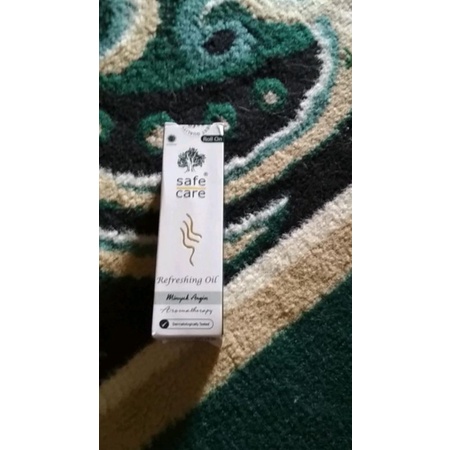 Roll On
safe®
care
Refreshing Oil
Minyak Angin
Aromatherapy
Dermatologically Tested